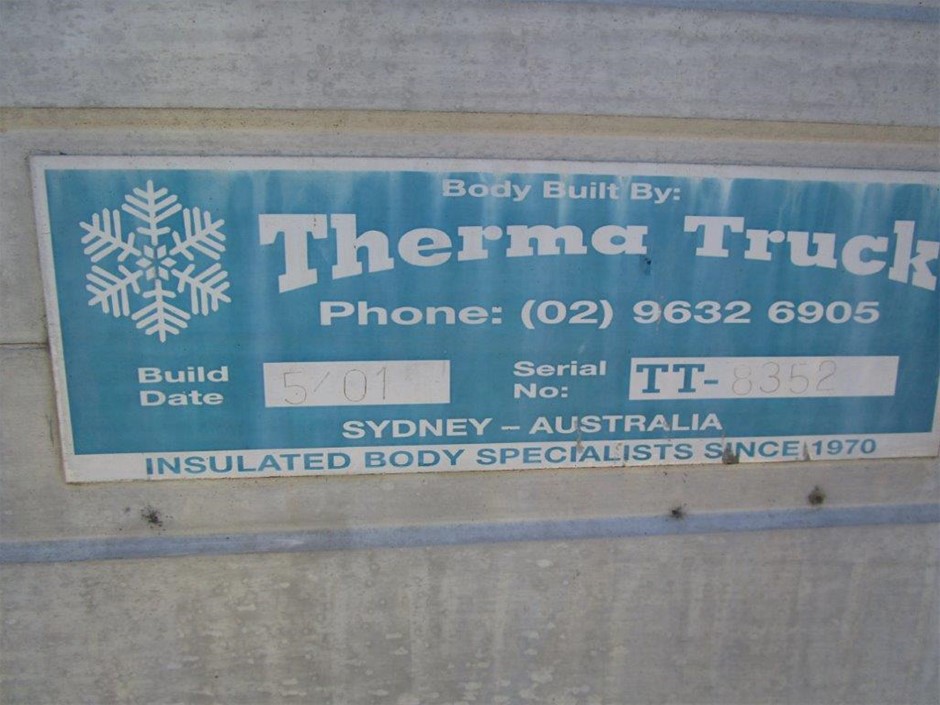 Body Built By:
Therma Truck
Phone: (02) 9632 6905
Build Date 5/01
Serial No: TT-8352
SYDNEY – AUSTRALIA
INSULATED BODY SPECIALISTS SINCE 1970